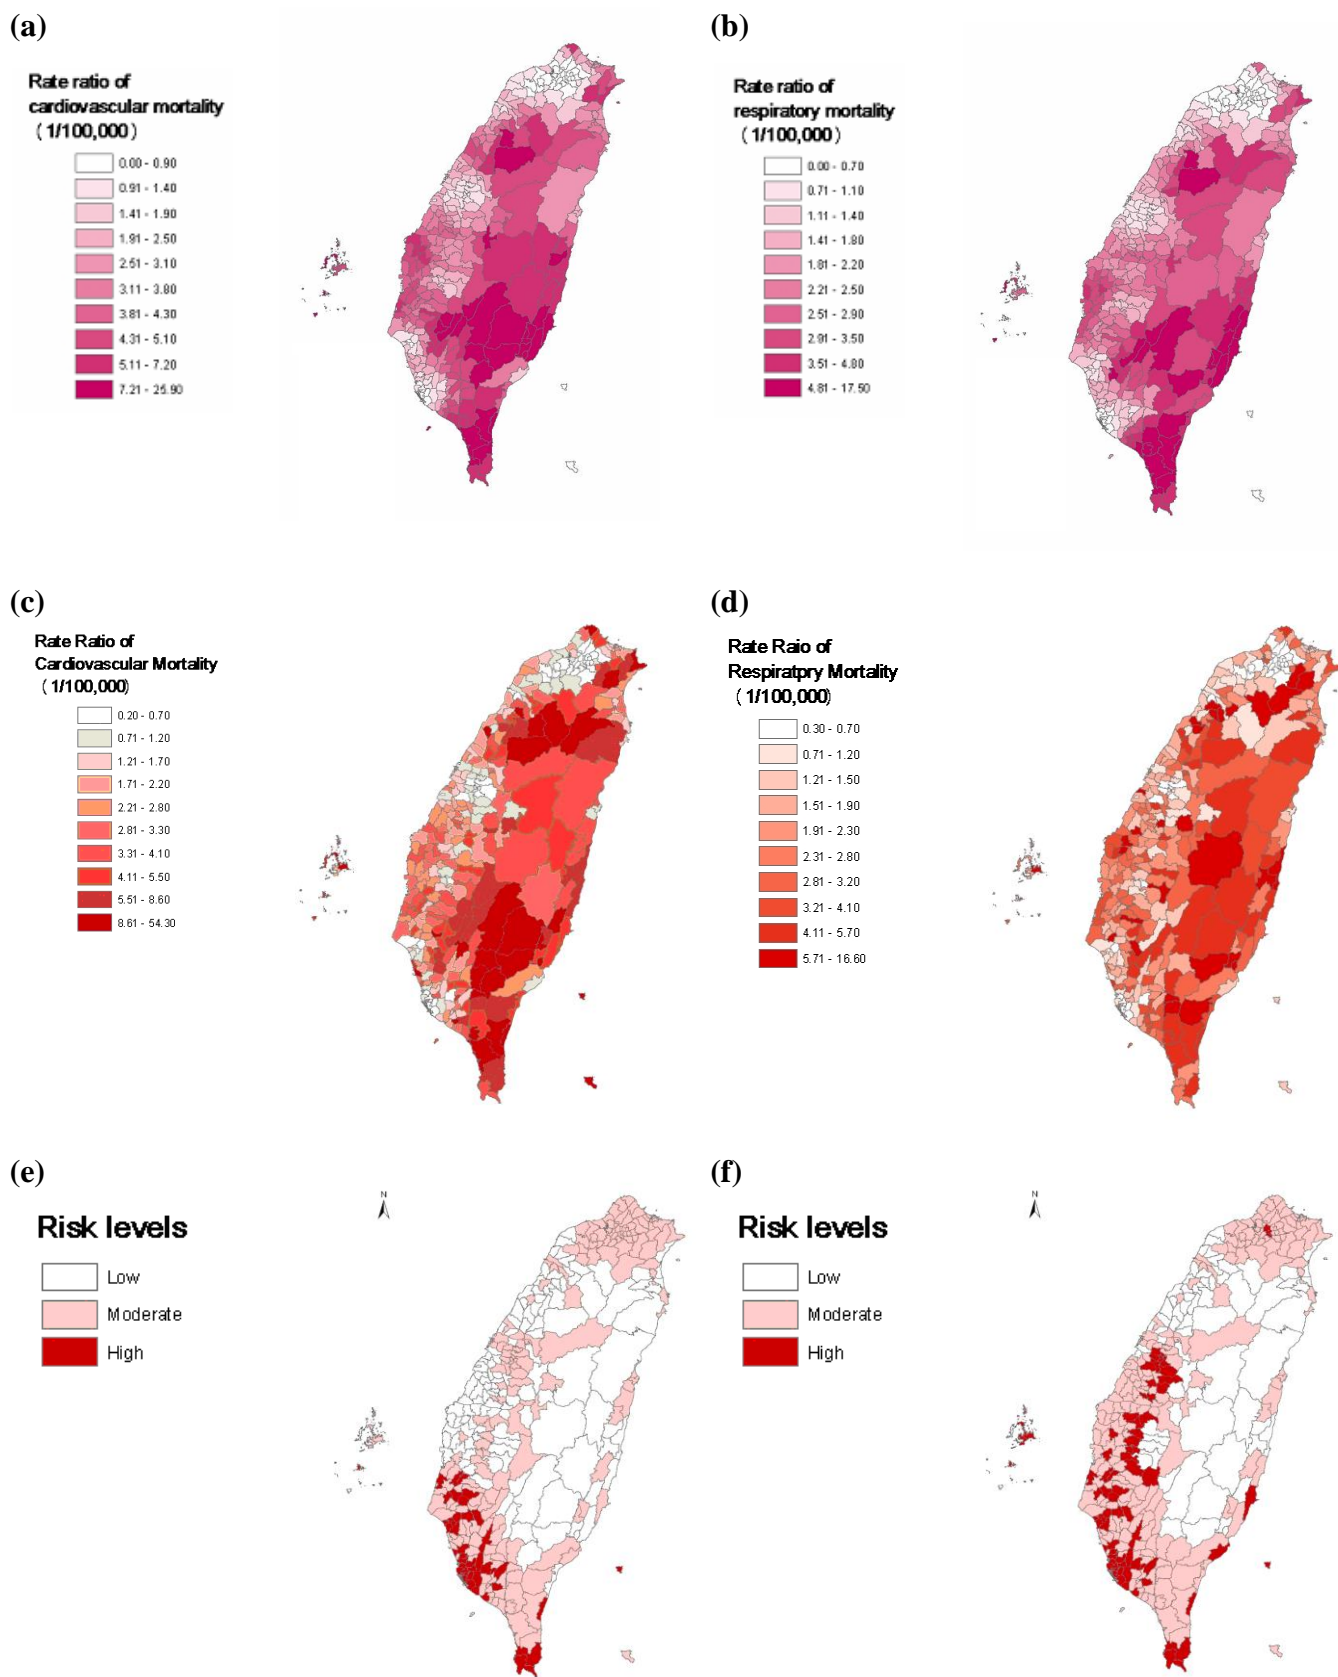 (a)
Rate ratio of
cardiovascular mortality
(1/100,000)
0.00 - 0.90
0.91 - 1.40
1.41 - 1.90
1.91 - 2.50
2.51 - 3.10
3.11 - 3.80
3.81 - 4.30
4.31 - 5.10
5.11 - 7.20
7.21 - 25.90
(b)
Rate ratio of
respiratory mortality
(1/100,000)
0.00 - 0.70
0.71 - 1.10
1.11 - 1.40
1.41 - 1.80
1.81 - 2.20
2.21 - 2.50
2.51 - 2.90
2.91 - 3.50
3.51 - 4.80
4.81 - 17.50
(c)
Rate Ratio of
Cardiovascular Mortality
(1/100,000)
0.20 - 0.70
0.71 - 1.20
1.21 - 1.70
1.71 - 2.20
2.21 - 2.80
2.81 - 3.30
3.31 - 4.10
4.11 - 5.50
5.51 - 8.60
8.61 - 54.30
(d)
Rate Raio of
Respiratpry Mortality
(1/100,000)
0.30 - 0.70
0.71 - 1.20
1.21 - 1.50
1.51 - 1.90
1.91 - 2.30
2.31 - 2.80
2.81 - 3.20
3.21 - 4.10
4.11 - 5.70
5.71 - 16.60
(e)
N
Risk levels
Low
Moderate
High
(f)
N
Risk levels
Low
Moderate
High